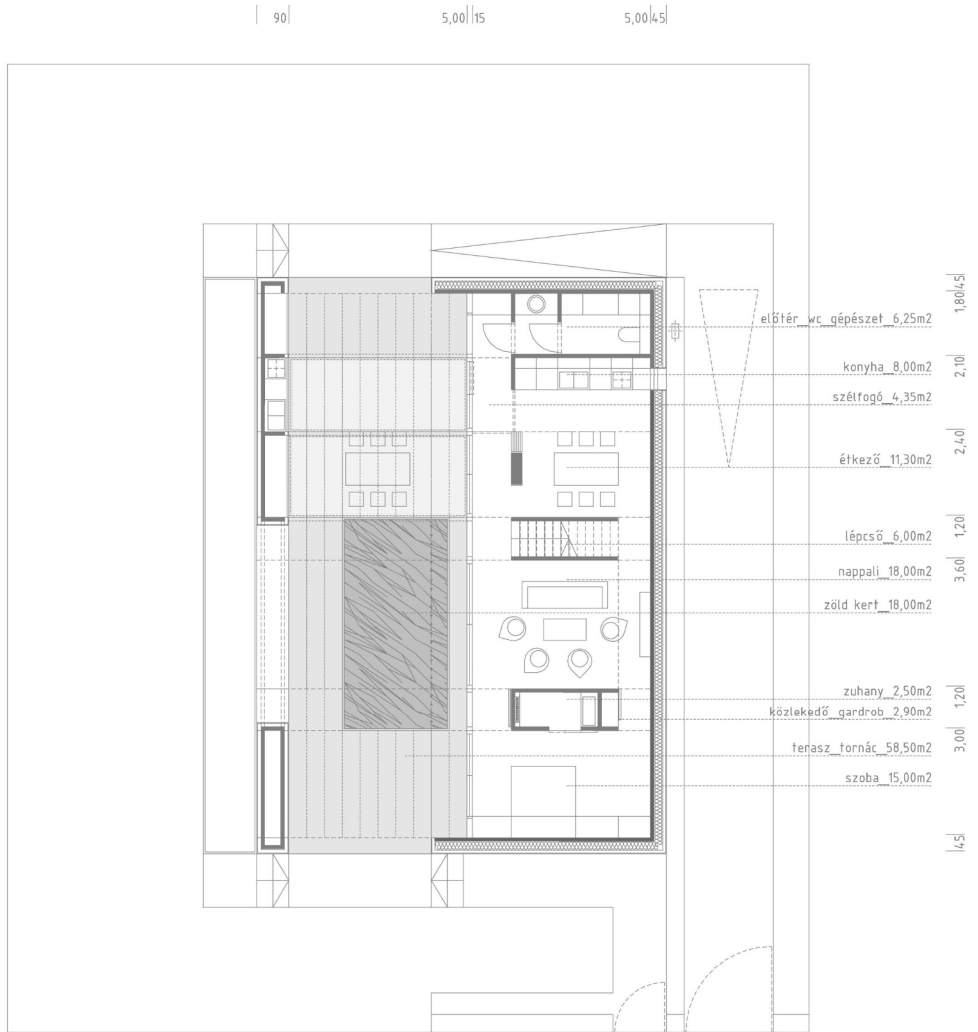 90
5,00 15
5,00 45
45
1,80
előtér_wc_gépészet_6,25m2
konyha_8,00m2
2,10
szélfogó_4,35m2
2,40
étkező_11,30m2
1,20
lépcső_6,00m2
3,60
nappali_18,00m2
zöld kert_18,00m2
zuhany_2,50m2
1,20
közlekedő_gardrob_2,90m2
3,00
terasz_tornác_58,50m2
szoba_15,00m2
45